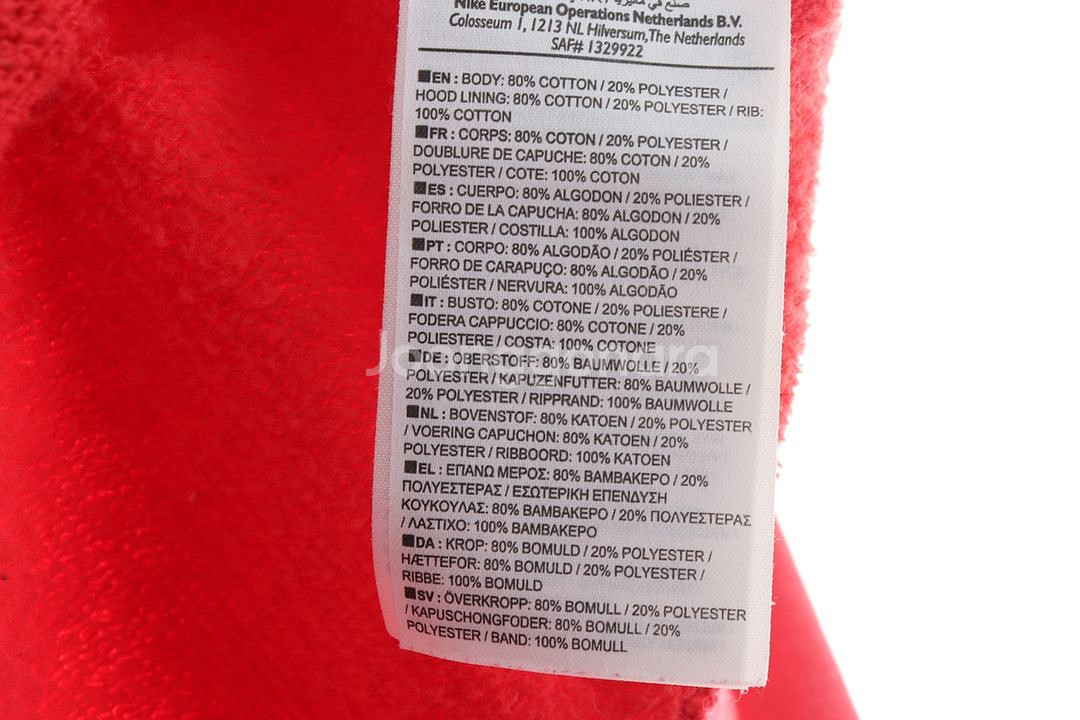 صنع في ماليزيا
Nike European Operations Netherlands B.V.
Colosseum 1, 1213 NL Hilversum, The Netherlands
SAF# 1329922
EN : BODY: 80% COTTON / 20% POLYESTER /
HOOD LINING: 80% COTTON / 20% POLYESTER / RIB:
100% COTTON
FR : CORPS: 80% COTON / 20% POLYESTER /
DOUBLURE DE CAPUCHE: 80% COTON / 20%
POLYESTER / COTE: 100% COTON
ES : CUERPO: 80% ALGODON / 20% POLIESTER /
FORRO DE LA CAPUCHA: 80% ALGODON / 20%
POLIESTER / COSTILLA: 100% ALGODON
PT : CORPO: 80% ALGODÃO / 20% POLIÉSTER /
FORRO DE CARAPUÇO: 80% ALGODÃO / 20%
POLIÉSTER / NERVURA: 100% ALGODÃO
IT : BUSTO: 80% COTONE / 20% POLIESTERE /
FODERA CAPPUCCIO: 80% COTONE / 20%
POLIESTERE / COSTA: 100% COTONE
DE : OBERSTOFF: 80% BAUMWOLLE / 20%
POLYESTER / KAPUZENFUTTER: 80% BAUMWOLLE /
20% POLYESTER / RIPPRAND: 100% BAUMWOLLE
NL : BOVENSTOF: 80% KATOEN / 20% POLYESTER
/ VOERING CAPUCHON: 80% KATOEN / 20%
POLYESTER / RIBBOORD: 100% KATOEN
EL : ΕΠΑΝΩ ΜΕΡΟΣ: 80% ΒΑΜΒΑΚΕΡΟ / 20%
ΠΟΛΥΕΣΤΕΡΑΣ / ΕΣΩΤΕΡΙΚΗ ΕΠΕΝΔΥΣΗ
ΚΟΥΚΟΥΛΑΣ: 80% ΒΑΜΒΑΚΕΡΟ / 20% ΠΟΛΥΕΣΤΕΡΑΣ
/ ΛΑΣΤΙΧΟ: 100% ΒΑΜΒΑΚΕΡΟ
DA : KROP: 80% BOMULD / 20% POLYESTER /
HÆTTEFOR: 80% BOMULD / 20% POLYESTER /
RIBBE: 100% BOMULD
SV : ÖVERKROPP: 80% BOMULL / 20% POLYESTER
/ KAPUSCHONGFODER: 80% BOMULL / 20%
POLYESTER / BAND: 100% BOMULL